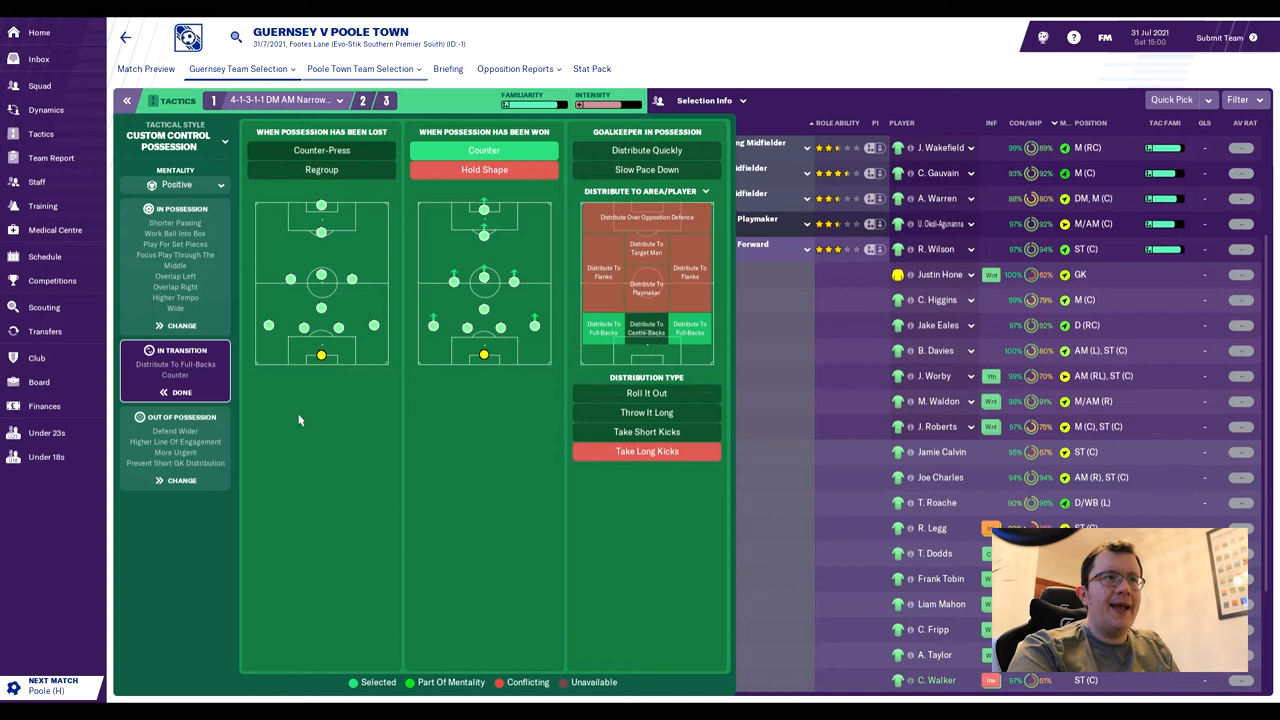 Home
Inbox
Squad
Dynamics
Tactics
Team Report
Staff
Training
Medical Centre
Schedule
Competitions
Scouting
Transfers
Club
Board
Finances
Under 23s
Under 18s
NEXT MATCH
Poole (H)
GUERNSEY V POOLE TOWN
31/7/2021, Footes Lane (Evo-Stik Southern Premier South) (ID:-1)
FM
31 Jul 2021
Sat 15:00
Submit Team
Match Preview
Guernsey Team Selection
Poole Town Team Selection
Briefing
Opposition Reports
Stat Pack
TACTICS
1
4-1-3-1-1 DM AM Narrow...
2
3
FAMILIARITY
INTENSITY
Selection Info
Quick Pick
Filter
TACTICAL STYLE
CUSTOM CONTROL
POSSESSION
MENTALITY
Positive
IN POSSESSION
Shorter Passing
Work Ball Into Box
Play For Set Pieces
Focus Play Through The
Middle
Overlap Left
Overlap Right
Higher Tempo
Wide
CHANGE
IN TRANSITION
Distribute To Full-Backs
Counter
DONE
OUT OF POSSESSION
Defend Wider
Higher Line Of Engagement
More Urgent
Prevent Short GK Distribution
CHANGE
WHEN POSSESSION HAS BEEN LOST
Counter-Press
Regroup
WHEN POSSESSION HAS BEEN WON
Counter
Hold Shape
GOALKEEPER IN POSSESSION
Distribute Quickly
Slow Pace Down
DISTRIBUTE TO AREA/PLAYER
Distribute Over Opposition Defence
Distribute To
Target Man
Distribute To
Flanks
Distribute To
Flanks
Distribute To
Playmaker
Distribute To
Full-Backs
Distribute To
Centre-Backs
Distribute To
Full-Backs
DISTRIBUTION TYPE
Roll It Out
Throw It Long
Take Short Kicks
Take Long Kicks
Selected
Part Of Mentality
Conflicting
Unavailable
ROLE ABILITY PI PLAYER INF CON/SHP M... POSITION TAC FAMI GLS AV RAT
ng Midfielder J. Wakefield 99% 89% M (RC) - -
C. Gauvain 93% 92% M (C) - -
dfielder A. Warren 88% 80% DM, M (C) - -
Playmaker U. Okoli-Agunanna 97% 92% M/AM (C) - -
Forward R. Wilson 97% 94% ST (C) - -
Justin Hone Wnt 100% 62% GK - -
C. Higgins 99% 79% M (C) - -
Jake Eales 97% 92% D (RC) - -
B. Davies 100% 80% AM (L), ST (C) - -
J. Worby Yth 99% 70% AM (RL), ST (C) - -
M. Waldon Wnt 98% 91% M/AM (R) - -
J. Roberts Wnt 97% 75% M (C), ST (C) - -
Jamie Calvin 95% 67% ST (C) - -
Joe Charles 94% 94% AM (R), ST (C) - -
T. Roache 90% 96% D/WB (L) - -
R. Legg
T. Dodds
Frank Tobin
Liam Mahon
C. Fripp
A. Taylor
C. Walker Ine 97% 61% ST (C) - -